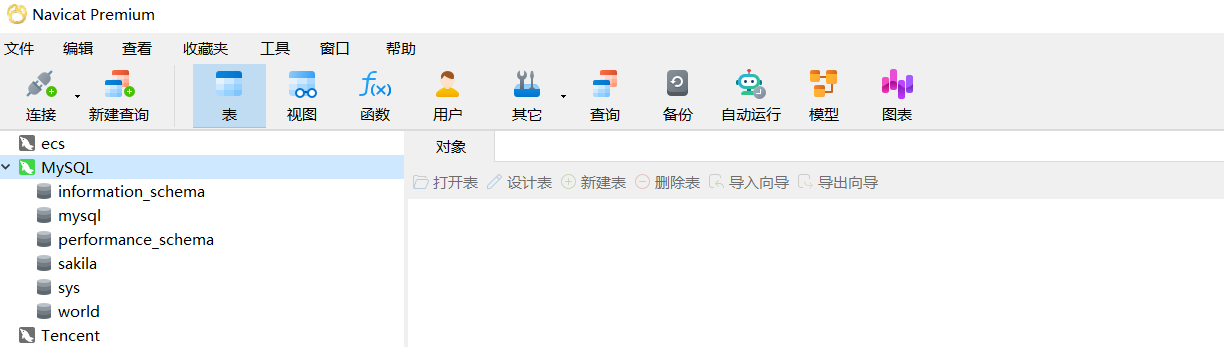 Navicat Premium
文件 编辑 查看 收藏夹 工具 窗口 帮助
连接 新建查询 表 视图 函数 用户 其它 查询 备份 自动运行 模型 图表
ecs
对象
MySQL
打开表 设计表 新建表 删除表 导入向导 导出向导
information_schema
mysql
performance_schema
sakila
sys
world
Tencent